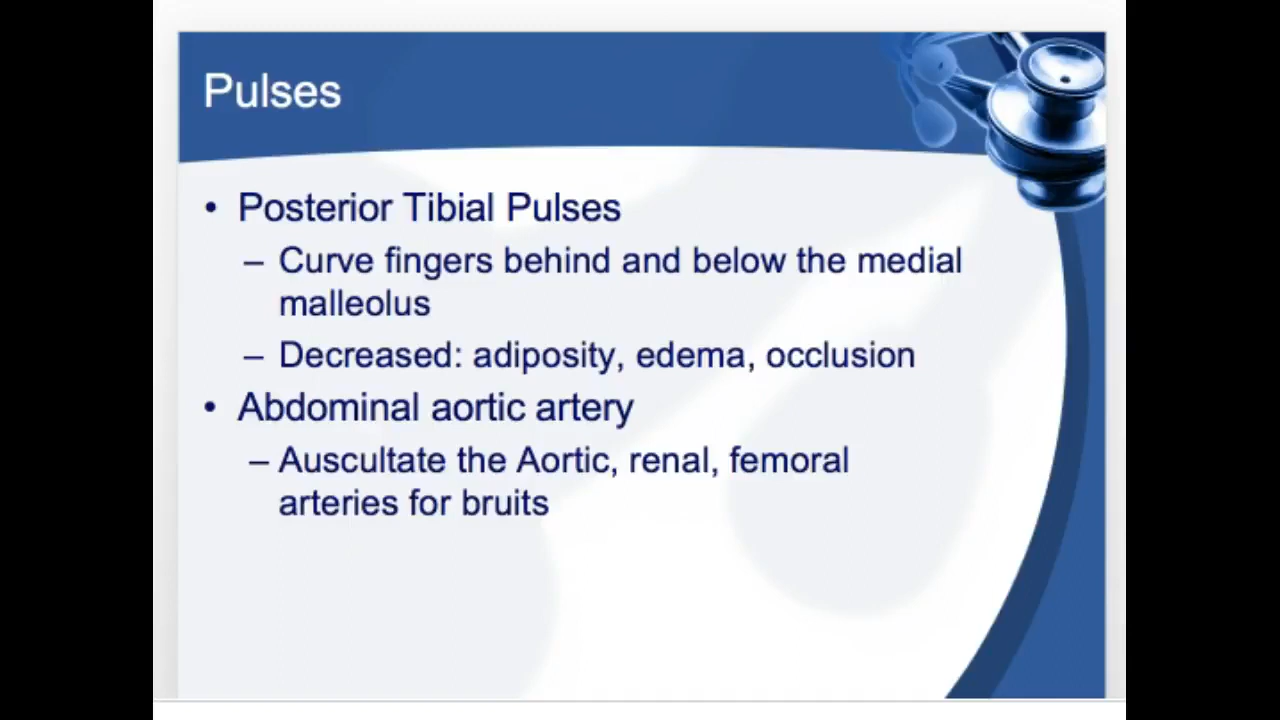 Pulses
• Posterior Tibial Pulses
– Curve fingers behind and below the medial
malleolus
– Decreased: adiposity, edema, occlusion
• Abdominal aortic artery
– Auscultate the Aortic, renal, femoral
arteries for bruits